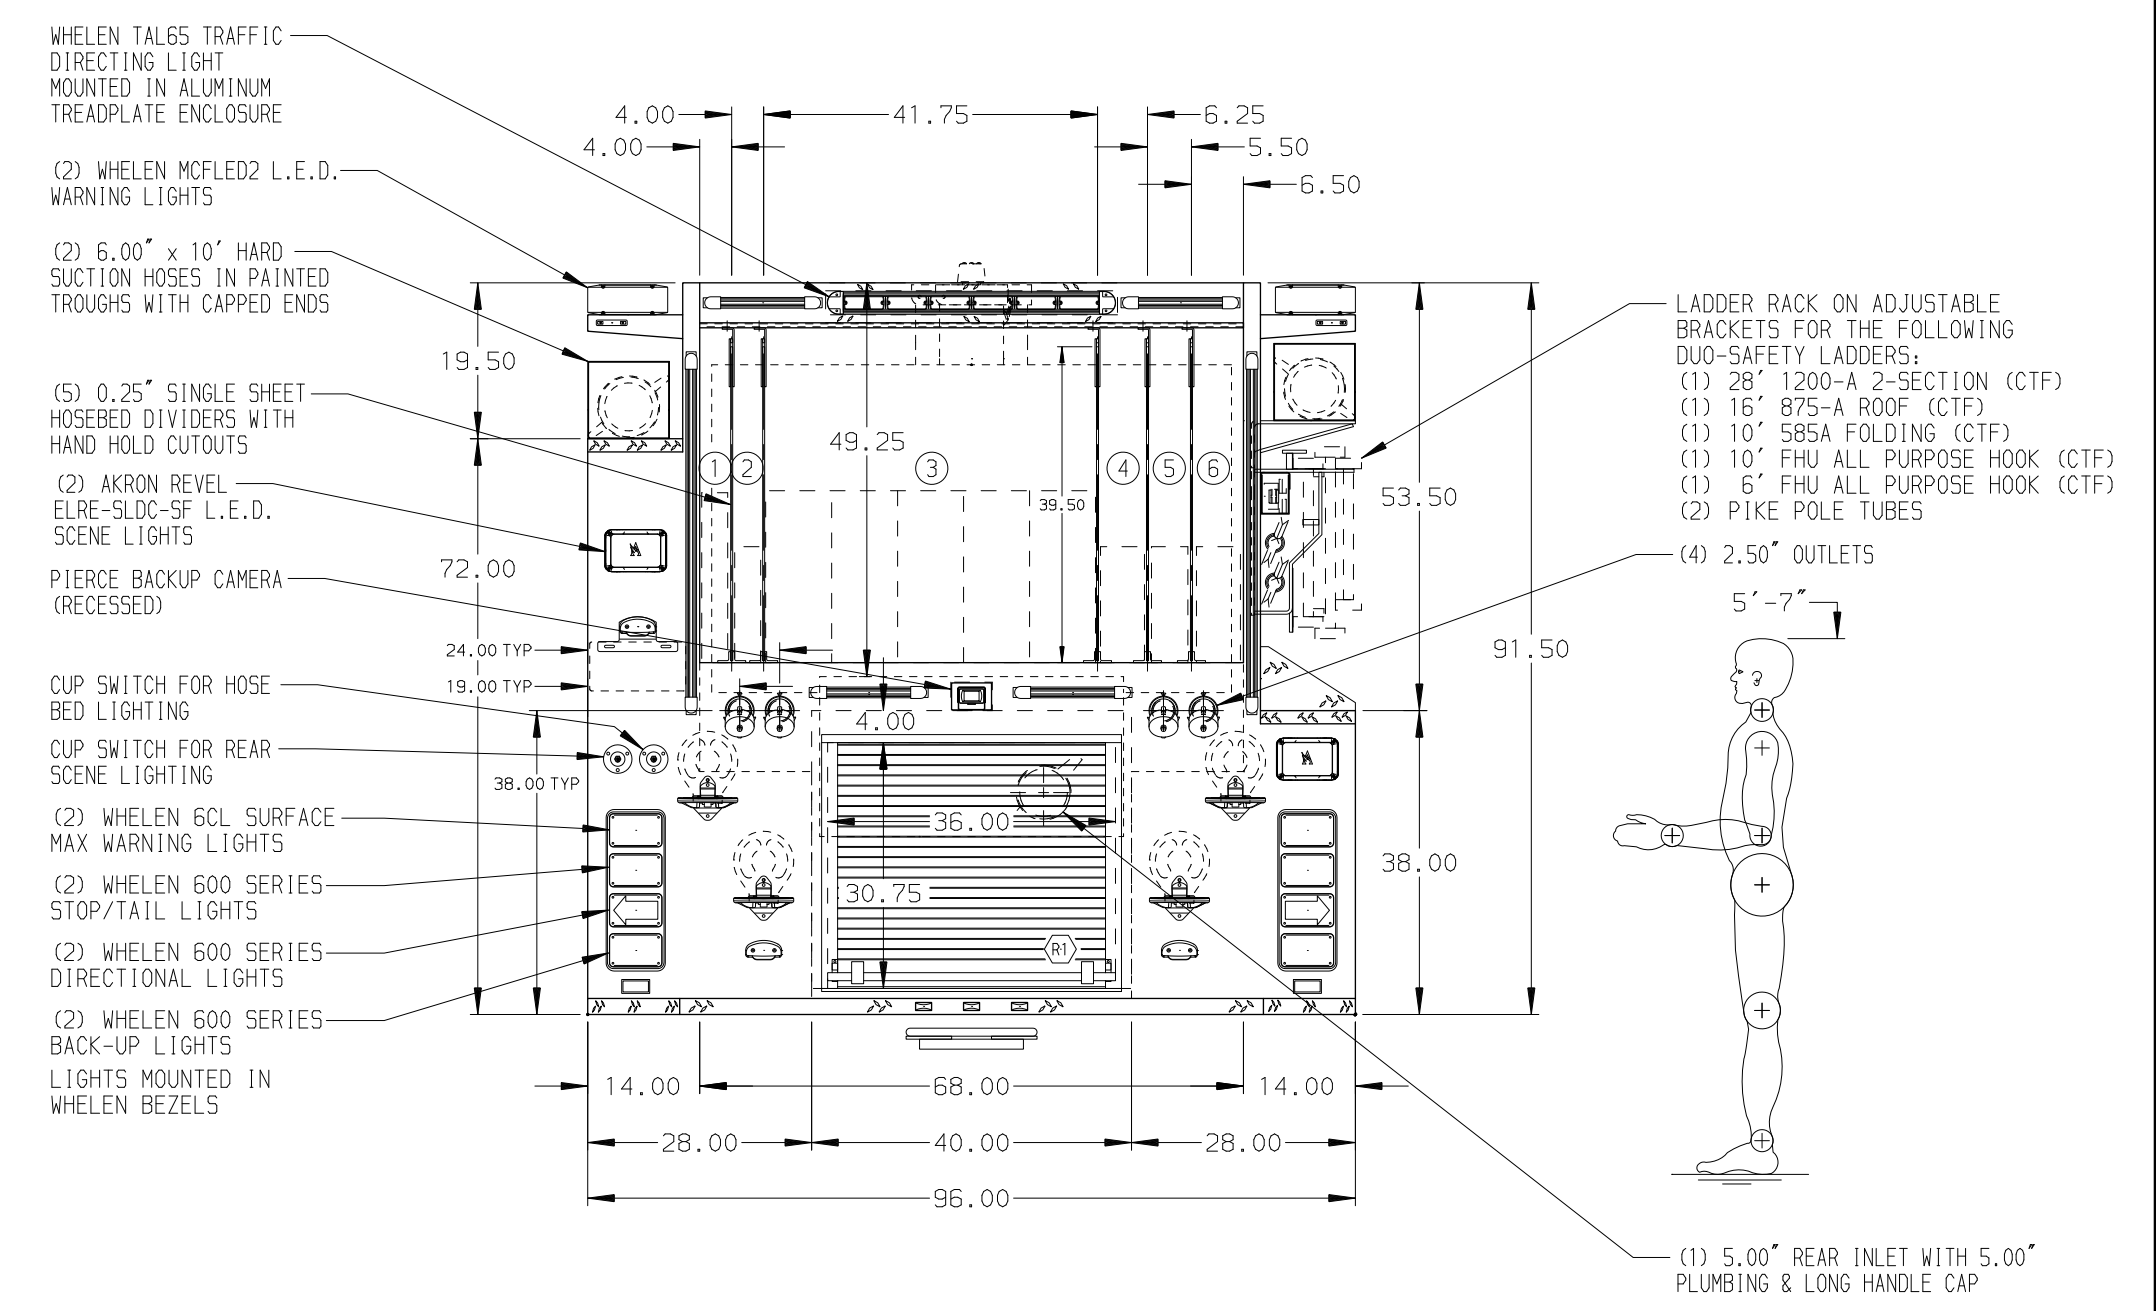 WHELEN TAL65 TRAFFIC
DIRECTING LIGHT
MOUNTED IN ALUMINUM
TREADPLATE ENCLOSURE
(2) WHELEN MCFLED2 L.E.D.
WARNING LIGHTS
(2) 6.00" x 10' HARD
SUCTION HOSES IN PAINTED
TROUGHS WITH CAPPED ENDS
(5) 0.25" SINGLE SHEET
HOSEBED DIVIDERS WITH
HAND HOLD CUTOUTS
(2) AKRON REVEL
ELRE-SLDC-SF L.E.D.
SCENE LIGHTS
PIERCE BACKUP CAMERA
(RECESSED)
CUP SWITCH FOR HOSE
BED LIGHTING
CUP SWITCH FOR REAR
SCENE LIGHTING
(2) WHELEN 6CL SURFACE
MAX WARNING LIGHTS
(2) WHELEN 600 SERIES
STOP/TAIL LIGHTS
(2) WHELEN 600 SERIES
DIRECTIONAL LIGHTS
(2) WHELEN 600 SERIES
BACK-UP LIGHTS
LIGHTS MOUNTED IN
WHELEN BEZELS
4.00 41.75 6.25
4.00 5.50
6.50
19.50
49.25
1 2 3 4 5 6
39.50
53.50
72.00
24.00 TYP
19.00 TYP
91.50
4.00
38.00 TYP
36.00
38.00
30.75
R-1
14.00 68.00 14.00
28.00 40.00 28.00
96.00
LADDER RACK ON ADJUSTABLE
BRACKETS FOR THE FOLLOWING
DUO-SAFETY LADDERS:
(1) 28' 1200-A 2-SECTION (CTF)
(1) 16' 875-A ROOF (CTF)
(1) 10' 585A FOLDING (CTF)
(1) 10' FHU ALL PURPOSE HOOK (CTF)
(1) 6' FHU ALL PURPOSE HOOK (CTF)
(2) PIKE POLE TUBES
(4) 2.50" OUTLETS
5'-7"
(1) 5.00" REAR INLET WITH 5.00"
PLUMBING & LONG HANDLE CAP